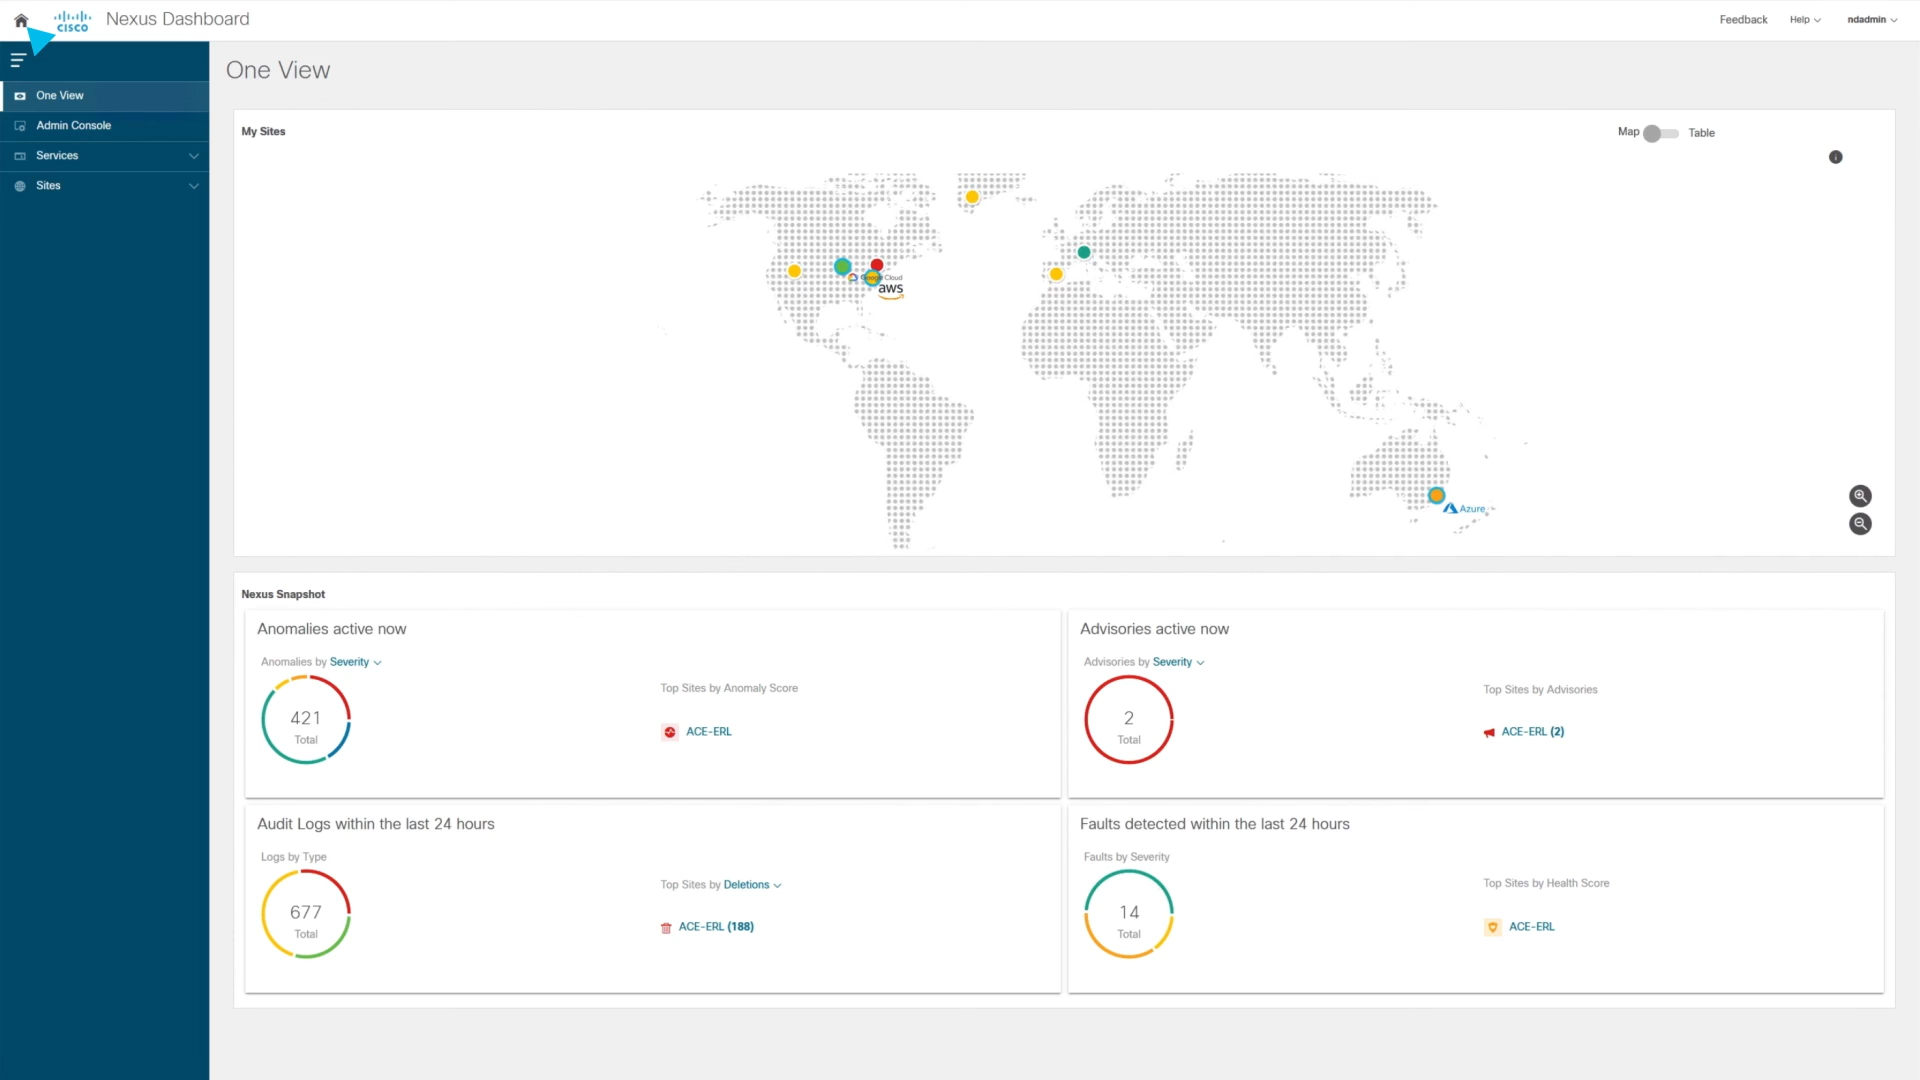 CISCO
Nexus Dashboard
Feedback
Help
ndadmin
One View
Admin Console
Services
Sites
One View
My Sites
Map
Table
Google Cloud
aws
Azure
Nexus Snapshot
Anomalies active now
Anomalies by Severity
421
Total
Top Sites by Anomaly Score
ACE-ERL
Advisories active now
Advisories by Severity
2
Total
Top Sites by Advisories
ACE-ERL (2)
Audit Logs within the last 24 hours
Logs by Type
677
Total
Top Sites by Deletions
ACE-ERL (188)
Faults detected within the last 24 hours
Faults by Severity
14
Total
Top Sites by Health Score
ACE-ERL